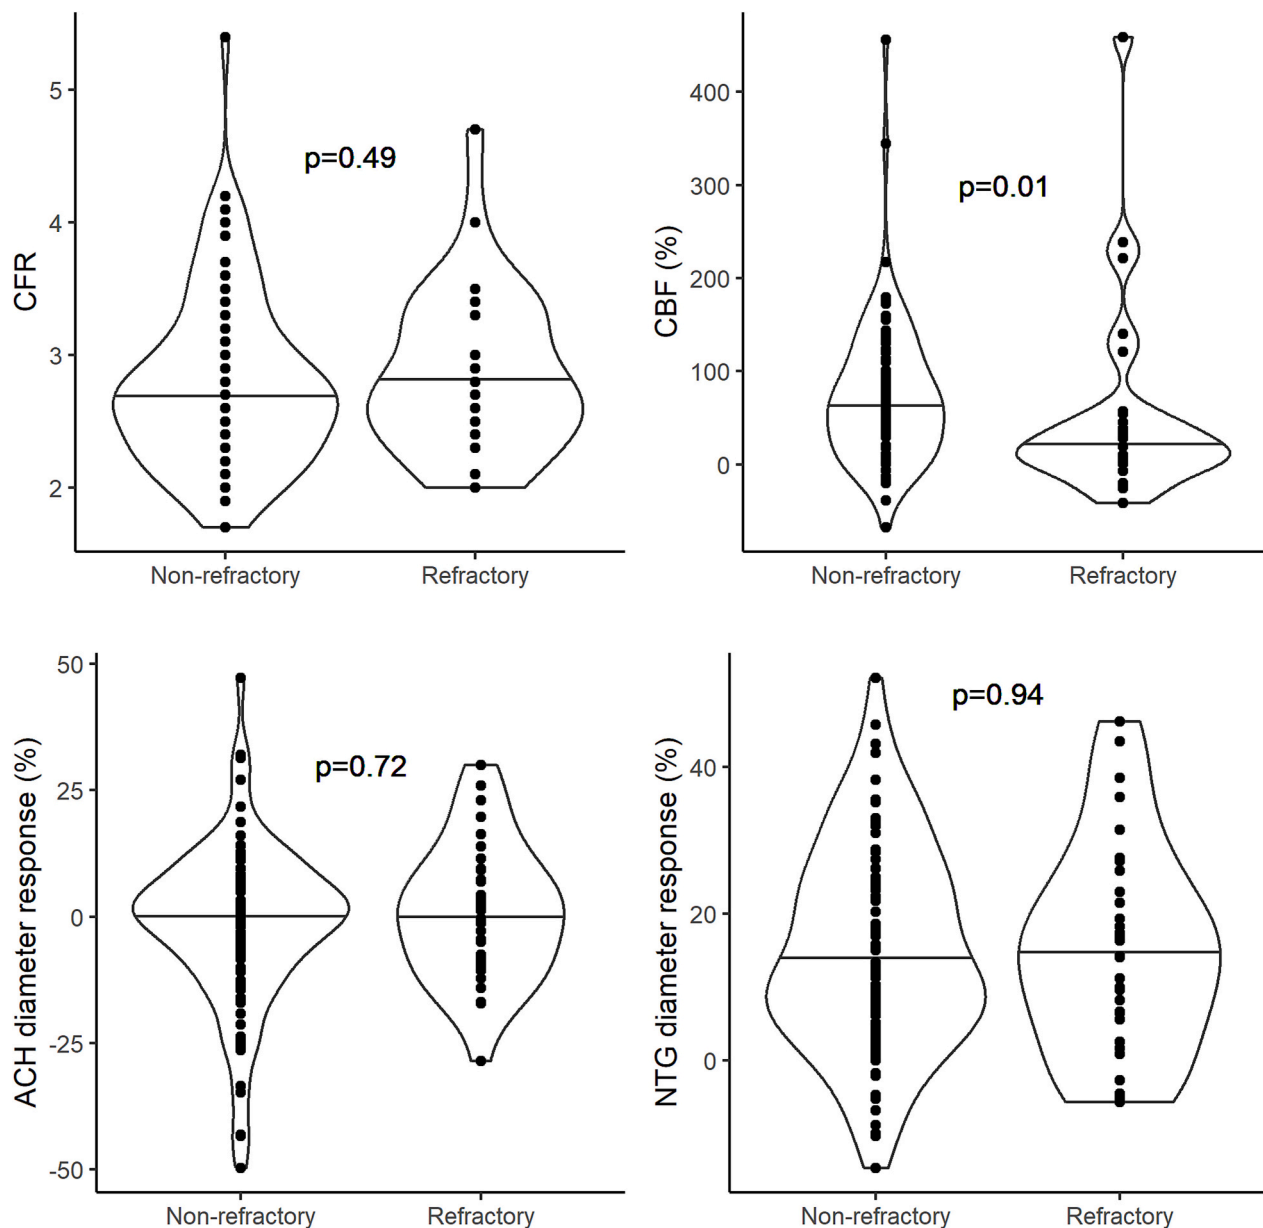 CFR
5
4
3
2
p=0.49
Non-refractory
Refractory
CBF (%)
400
300
200
100
0
p=0.01
Non-refractory
Refractory
ACH diameter response (%)
50
25
0
-25
-50
p=0.72
Non-refractory
Refractory
NTG diameter response (%)
40
20
0
p=0.94
Non-refractory
Refractory